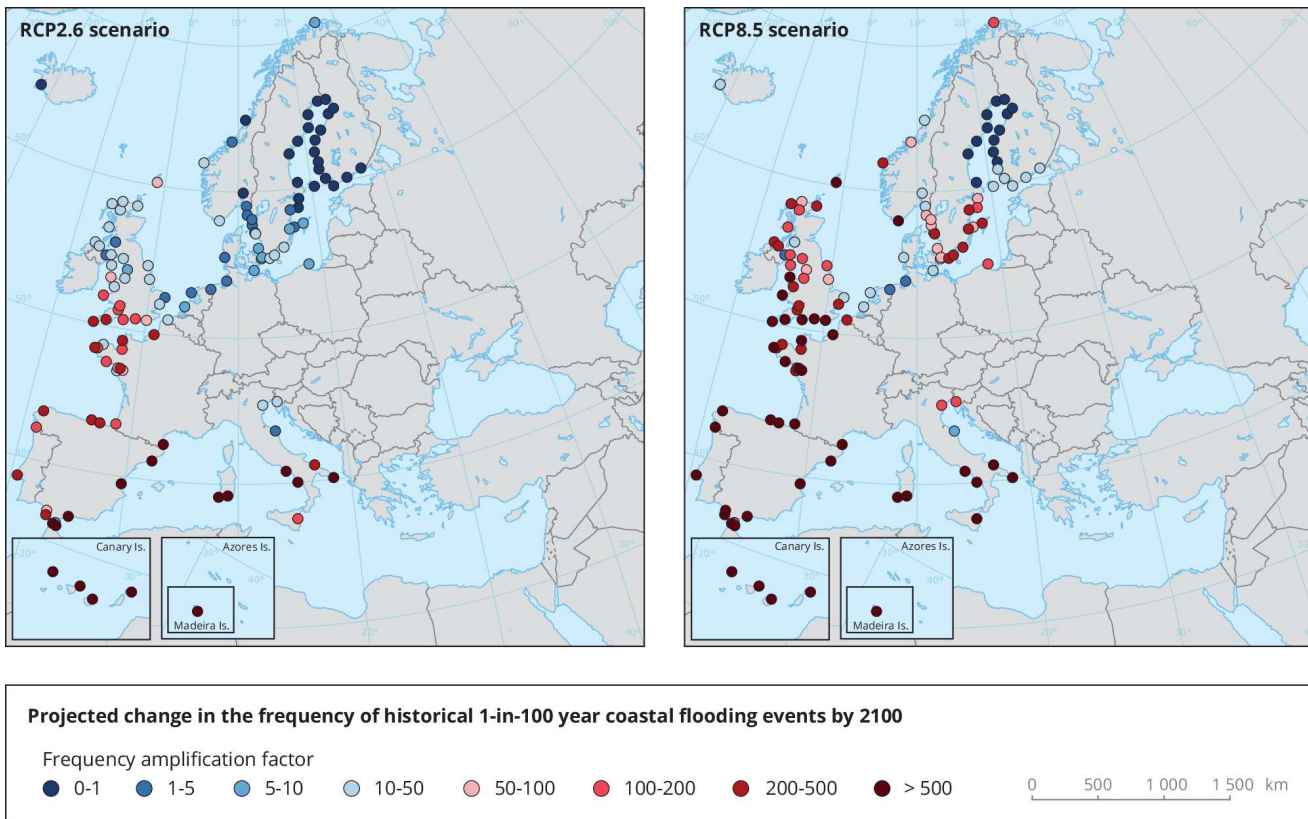 RCP2.6 scenario
RCP8.5 scenario
Canary Is.
Azores Is.
Madeira Is.
Canary Is.
Azores Is.
Madeira Is.
Projected change in the frequency of historical 1-in-100 year coastal flooding events by 2100
Frequency amplification factor
0-1
1-5
5-10
10-50
50-100
100-200
200-500
> 500
0 500 1 000 1 500 km